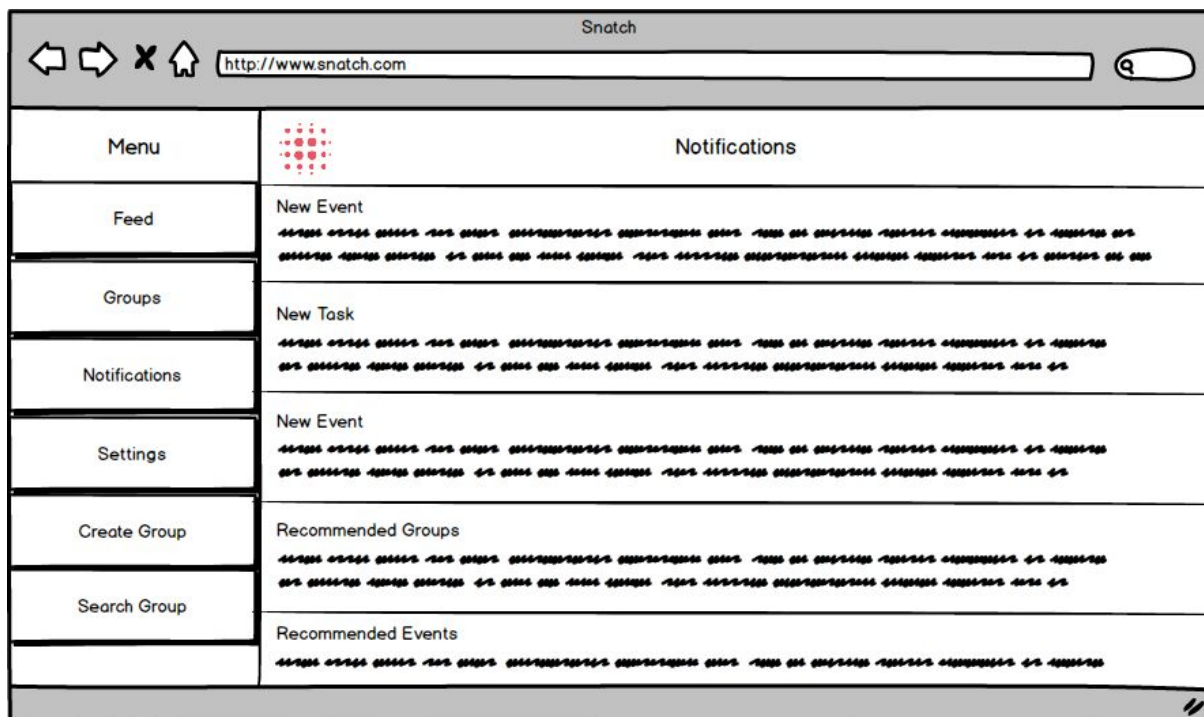 Snatch
http://www.snatch.com
Menu
Notifications
Feed
Groups
Notifications
Settings
Create Group
Search Group
New Event
New Task
New Event
Recommended Groups
Recommended Events